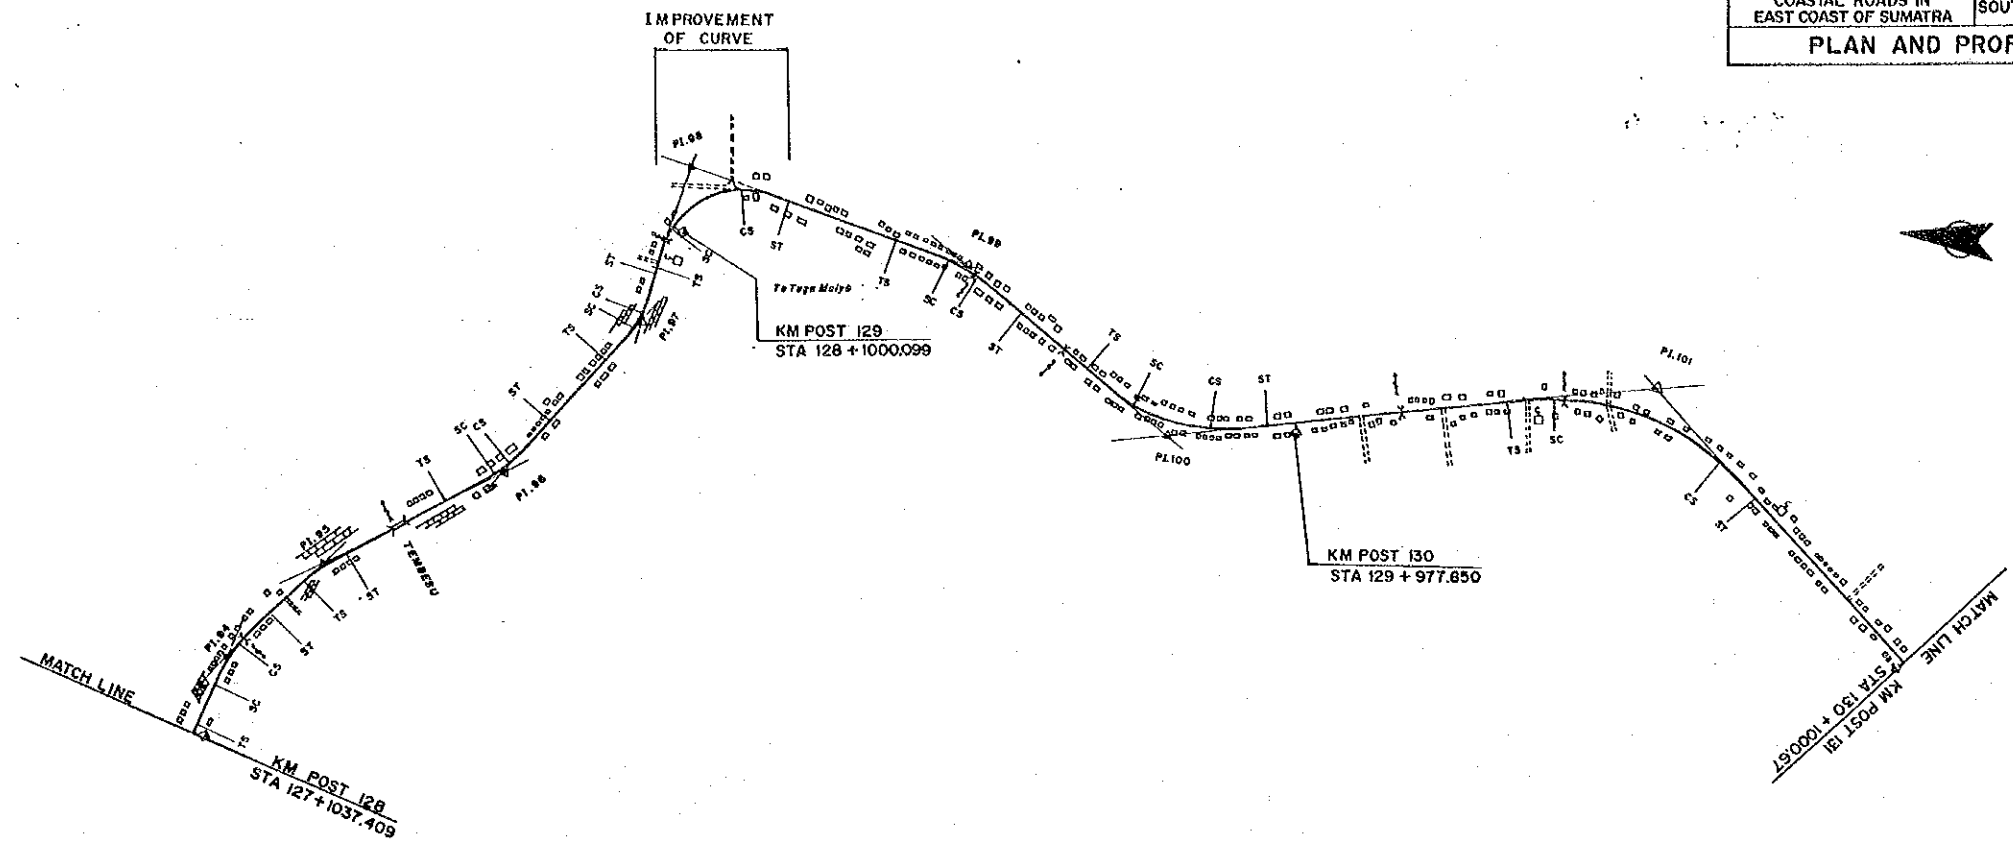 COASTAL ROADS IN
EAST COAST OF SUMATRA
SOU
PLAN AND PROF
IMPROVEMENT
OF CURVE
PI.98
CS
ST
SC
TS
ST
TS
PI.99
SC
CS
ST
KM POST 129
STA 128 + 1000.099
CS
SC
TS
PI.97
ST
SC CS
TS
PI.96
TEMBESU
PI.95
ST
TS
PI.94
ST
CS
SC
TS
MATCH LINE
KM POST 128
STA 127 + 1037.409
TS
SC
CS
ST
PI.100
KM POST 130
STA 129 + 977.850
TS
SC
PI.101
CS
ST
MATCH LINE
KM POST 131
STA 130 + 1000.67